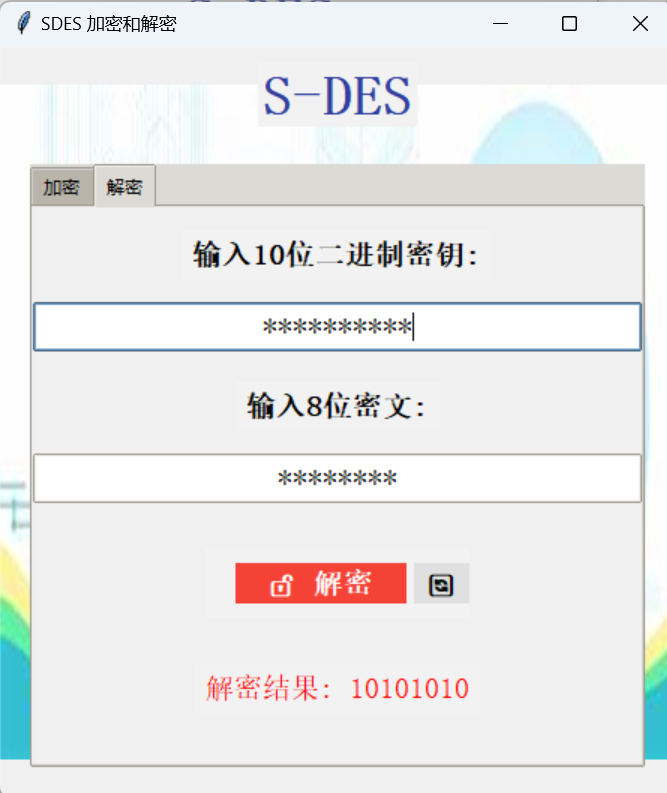 SDES 加密和解密
S-DES
加密 解密
输入10位二进制密钥:
**********
输入8位密文:
********
解密
解密结果: 10101010